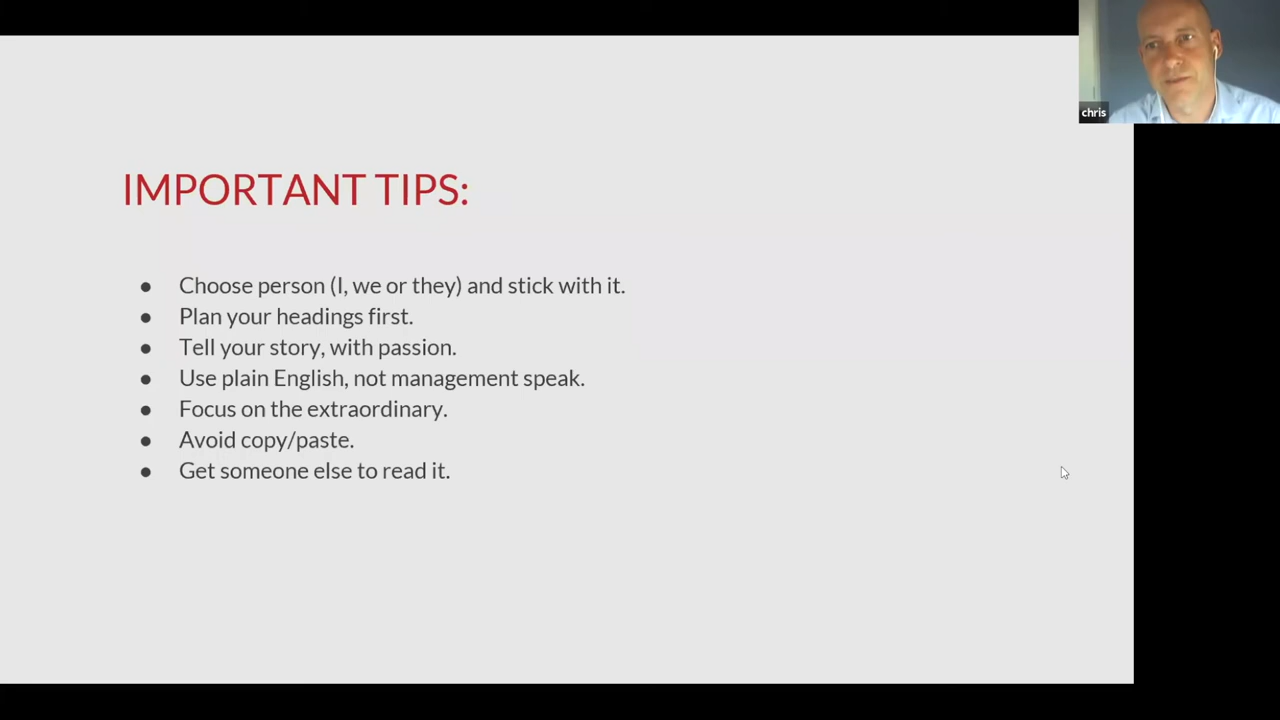 chris
IMPORTANT TIPS:
● Choose person (I, we or they) and stick with it.
● Plan your headings first.
● Tell your story, with passion.
● Use plain English, not management speak.
● Focus on the extraordinary.
● Avoid copy/paste.
● Get someone else to read it.